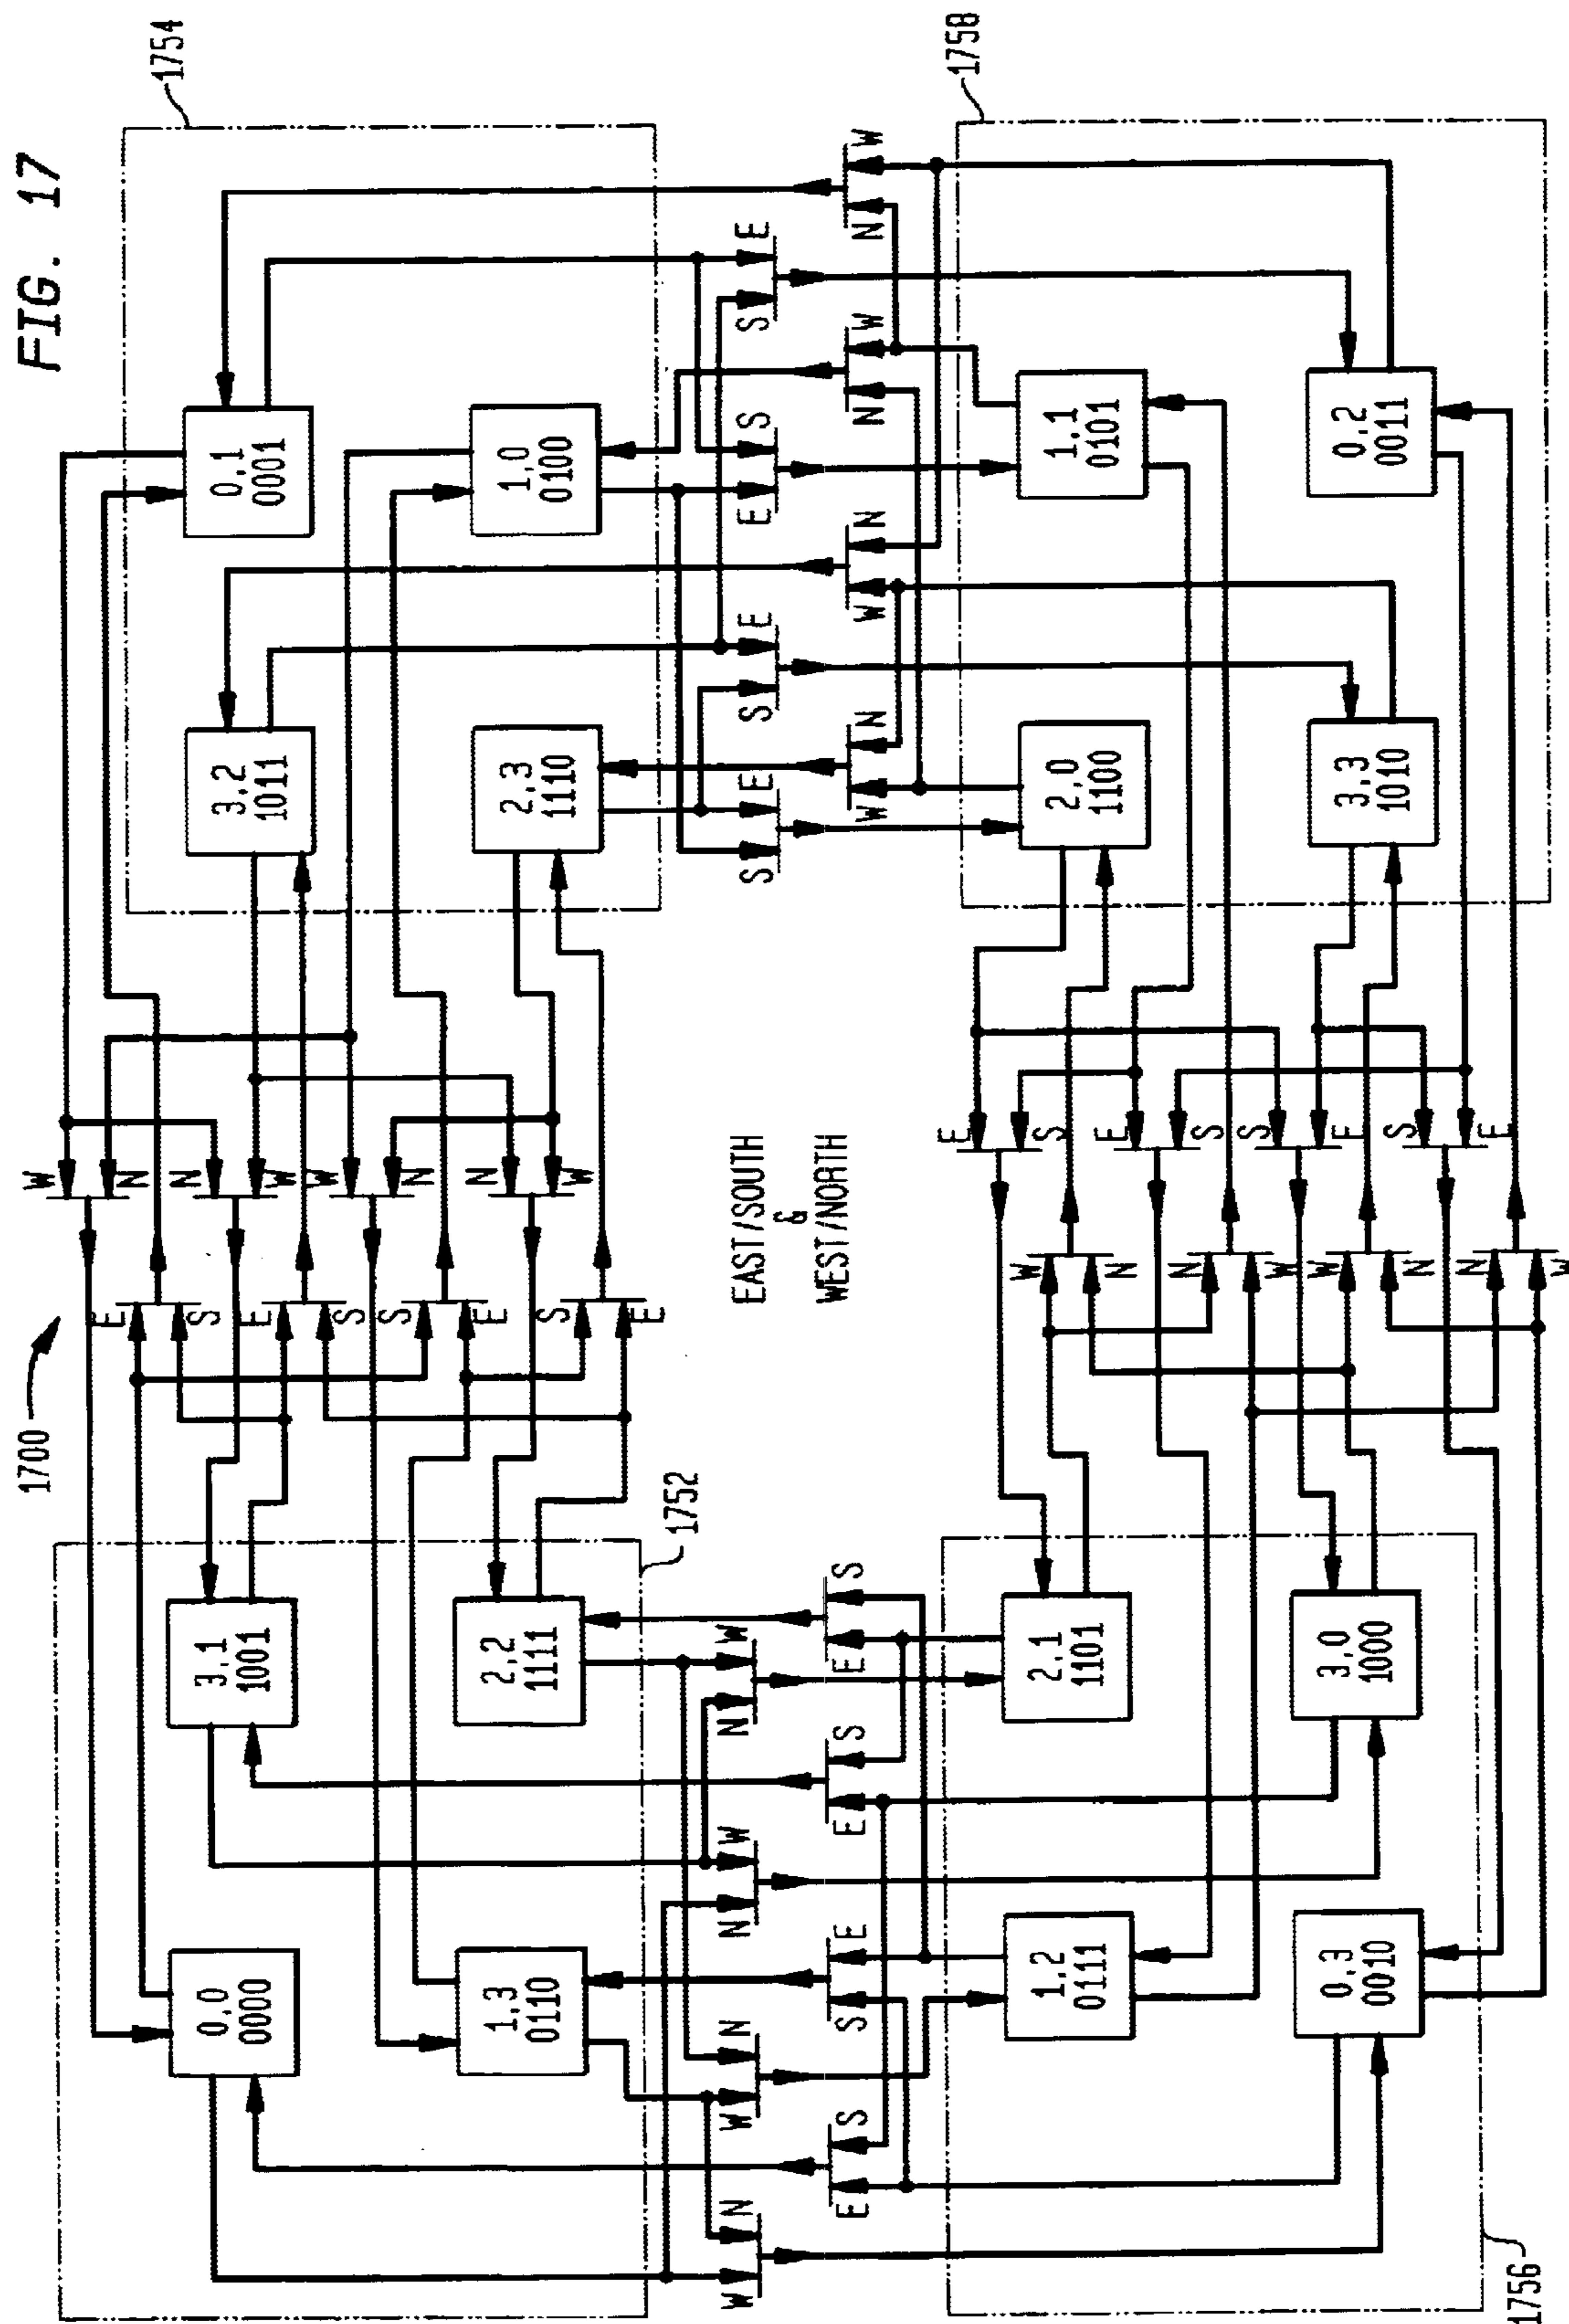 FIG. 17
1700
1754
W
E
N
S
N
0,0
0000
3,1
1001
3,2
1011
0,1
0001
E
W
S
W
S
N
1,3
0110
2,2
1111
2,3
1110
1,0
0100
E
N
S
W
E
1752
W N W N N W N W
EAST/SOUTH
&
WEST/NORTH
S E S E E S S E
E S S E E S E S
W N W N N W N W
1758
E
W
S
1,2
0111
2,1
1101
2,0
1100
1,1
0101
N
E
N
S
W
S
W
E
0,3
0010
3,0
1000
3,3
1010
0,2
0011
N
S
N
E
W
1756